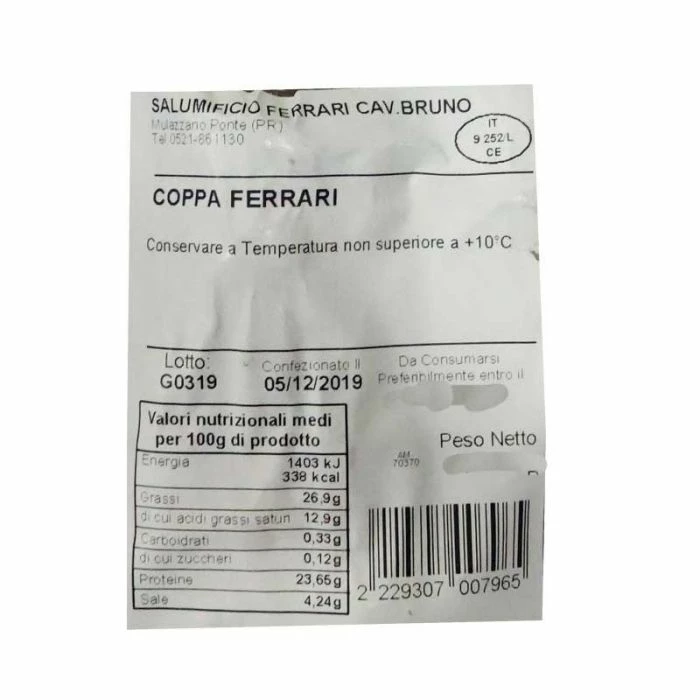 SALUMIFICIO FERRARI CAV.BRUNO
Mulazzano Ponte (PR)
Tel.0521-861130
IT
9 252/L
CE
COPPA FERRARI
Conservare a Temperatura non superiore a +10°C
Lotto:
G0319
Confezionato Il
05/12/2019
Da Consumarsi
Preferibilmente entro il
Valori nutrizionali medi
per 100g di prodotto
Energia 1403 kJ
338 kcal
Grassi 26,9g
di cui acidi grassi saturi 12,9g
Carboidrati 0,33g
di cui zuccheri 0,12g
Proteine 23,65g
Sale 4,24g
Peso Netto
AM.
70370
2 229307 007965